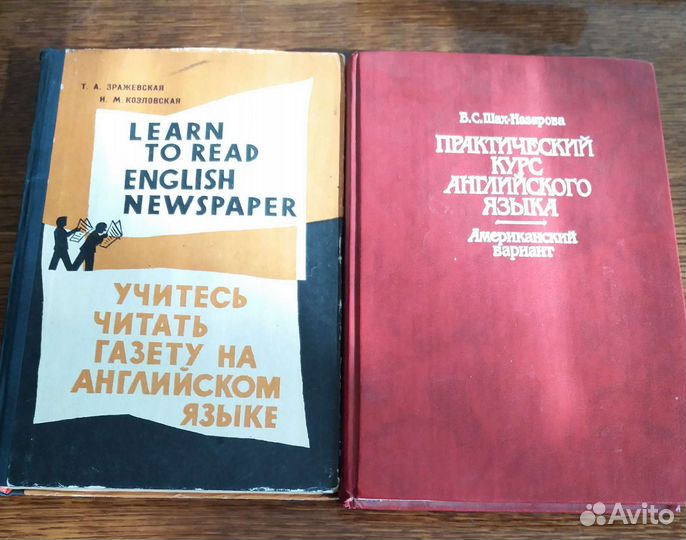 Т. А. ЗРАЖЕВСКАЯ
Н. М. КОЗЛОВСКАЯ
LEARN
TO READ
ENGLISH
NEWSPAPER
УЧИТЕСЬ
ЧИТАТЬ
ГАЗЕТУ НА
АНГЛИЙСКОМ
ЯЗЫКЕ
В.С.Шах-Назарова
ПРАКТИЧЕСКИЙ
КУРС
АНГЛИЙСКОГО
ЯЗЫКА
Американский
вариант
Avito